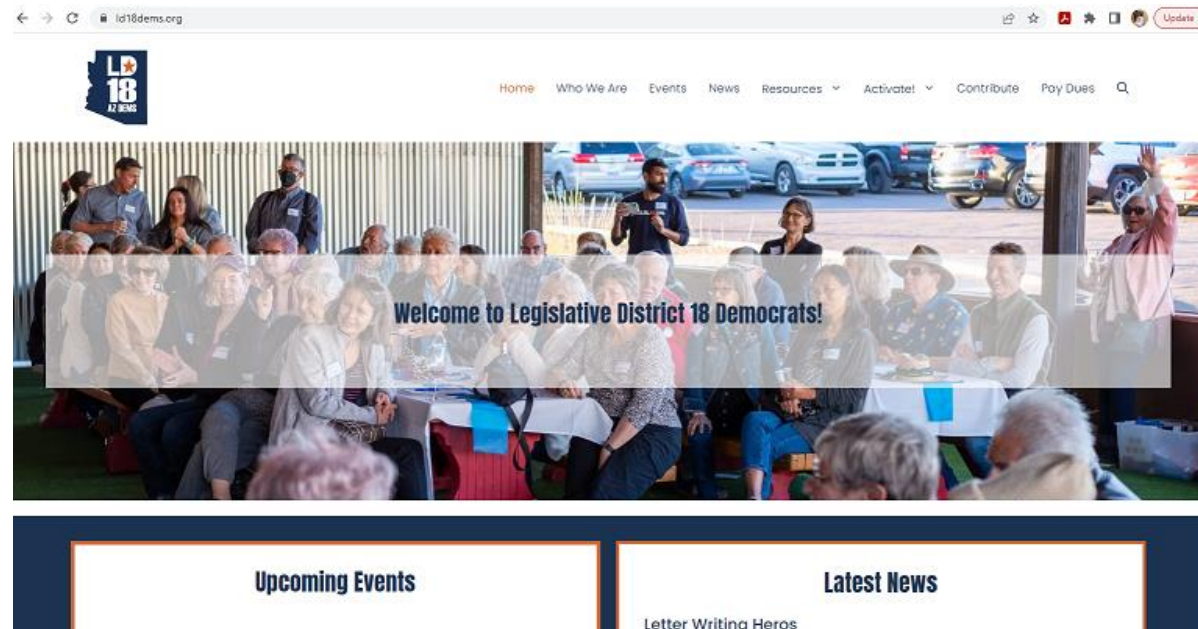 ld18dems.org
Update
LD
18
AZ DEMS
Home Who We Are Events News Resources Activate! Contribute Pay Dues
Welcome to Legislative District 18 Democrats!
Upcoming Events
Latest News
Letter Writing Heros